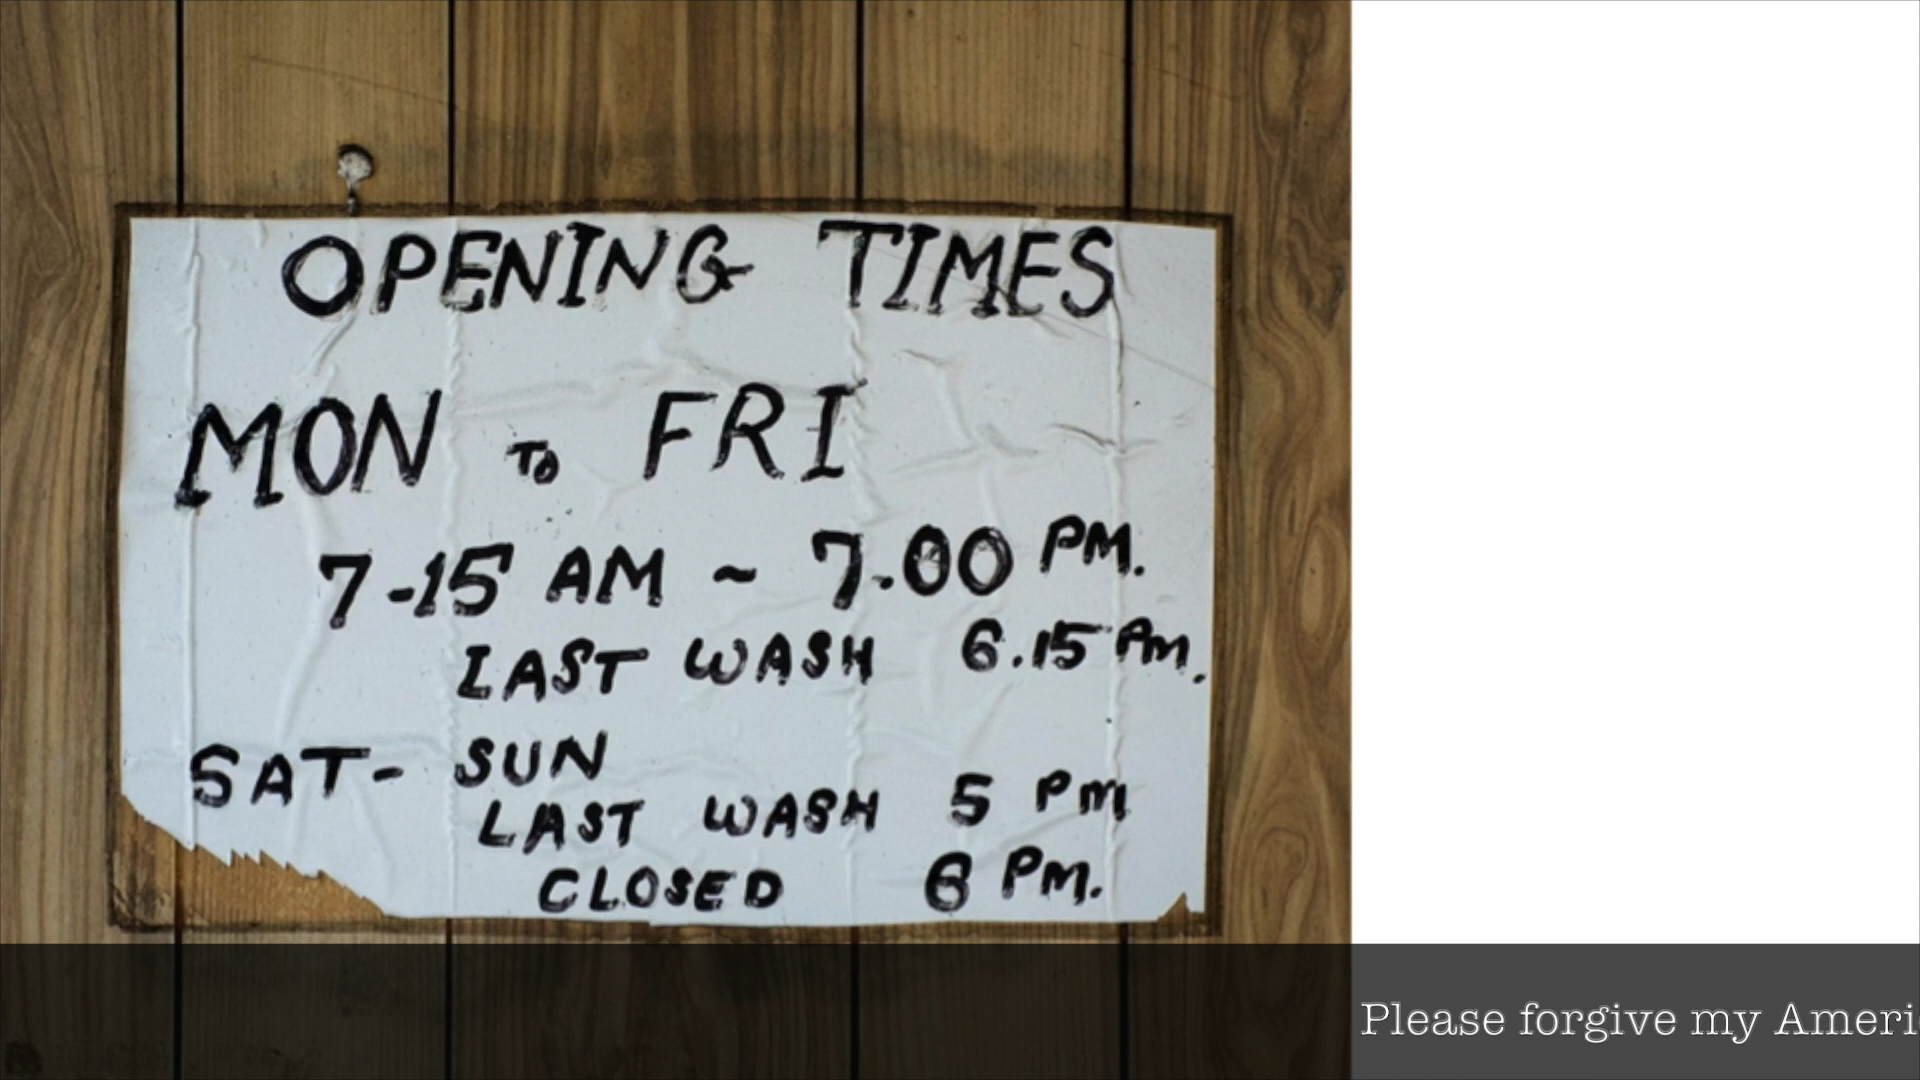 OPENING TIMES
MON TO FRI
7-15 AM ~ 7.00 PM.
LAST WASH 6.15 Am.
SAT- SUN
LAST WASH 5 Pm
CLOSED 6 Pm.
Please forgive my Ameri